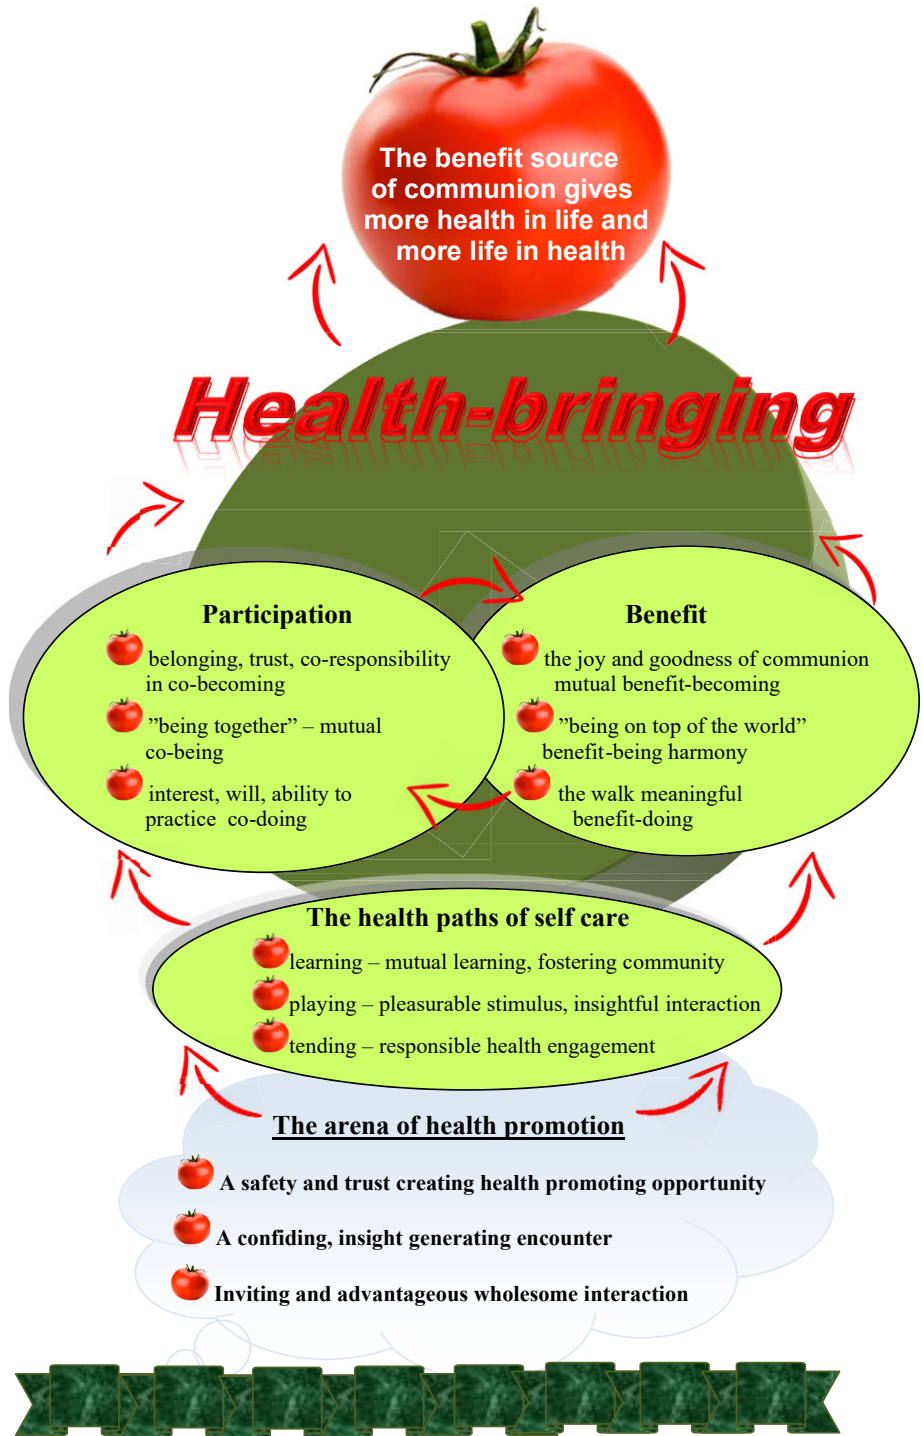 The benefit source
of communion gives
more health in life and
more life in health
Health-bringing
Participation
belonging, trust, co-responsibility
in co-becoming
”being together” – mutual
co-being
interest, will, ability to
practice co-doing
Benefit
the joy and goodness of communion
mutual benefit-becoming
”being on top of the world”
benefit-being harmony
the walk meaningful
benefit-doing
The health paths of self care
learning – mutual learning, fostering community
playing – pleasurable stimulus, insightful interaction
tending – responsible health engagement
The arena of health promotion
A safety and trust creating health promoting opportunity
A confiding, insight generating encounter
Inviting and advantageous wholesome interaction